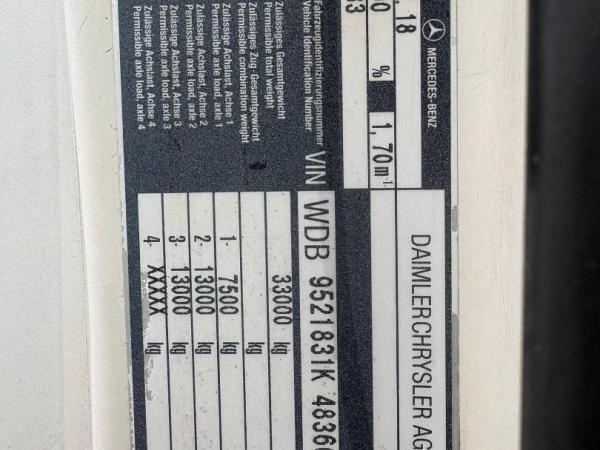 MERCEDES-BENZ
DAIMLERCHRYSLER AG
18
% 1,70m⁻¹
Fahrzeugidentifizierungsnummer
Vehicle Identification Number
VIN WDB 9521831K 4836
Zulässiges Gesamtgewicht
Permissible total weight
33000 kg
Zulässiges Zug-Gesamtgewicht
Permissible combination weight
kg
Zulässige Achslast, Achse 1
Permissible axle load, axle 1
1- 7500 kg
Zulässige Achslast, Achse 2
Permissible axle load, axle 2
2- 13000 kg
Zulässige Achslast, Achse 3
Permissible axle load, axle 3
3- 13000 kg
Zulässige Achslast, Achse 4
Permissible axle load, axle 4
4- XXXXX kg